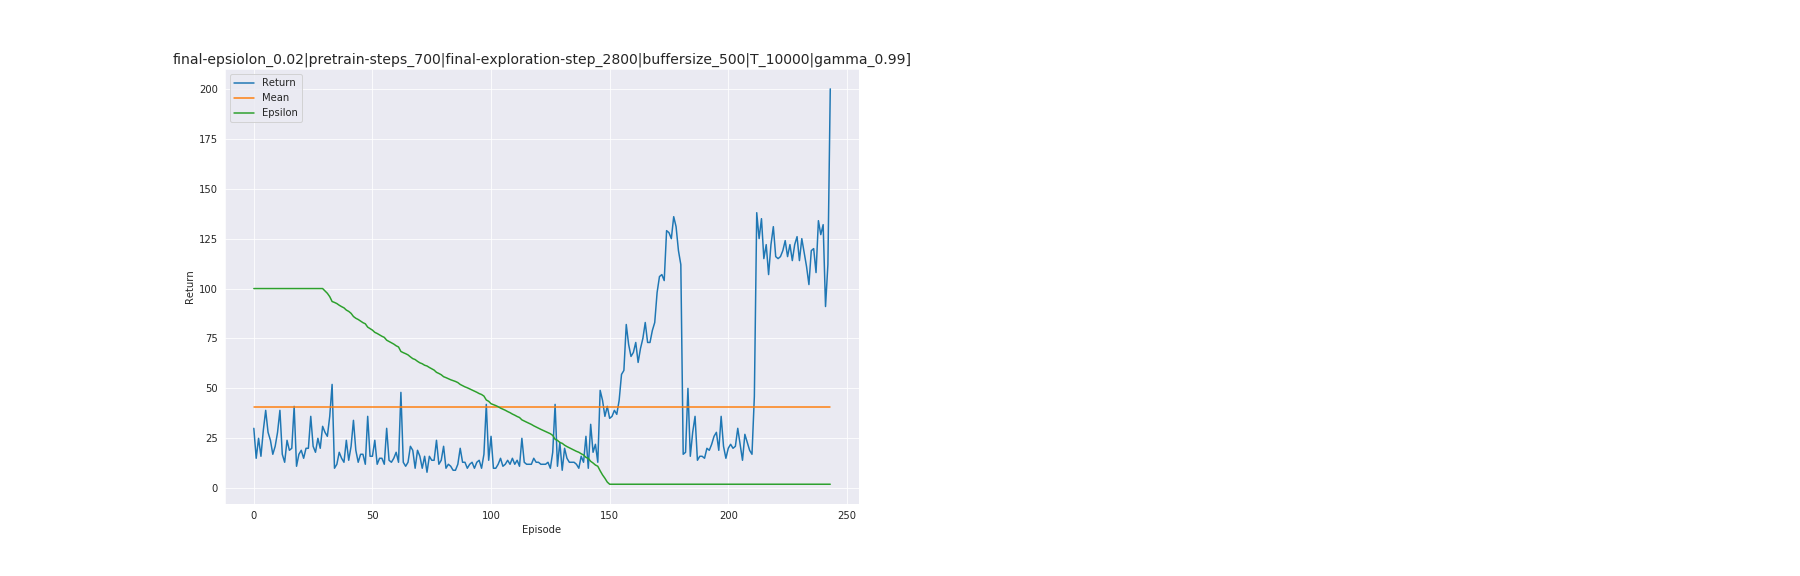 final-epsiolon_0.02|pretrain-steps_700|final-exploration-step_2800|buffersize_500|T_10000|gamma_0.99]
Return
Mean
Epsilon
200
175
150
125
100
75
50
25
0
Return
0 50 100 150 200 250
Episode